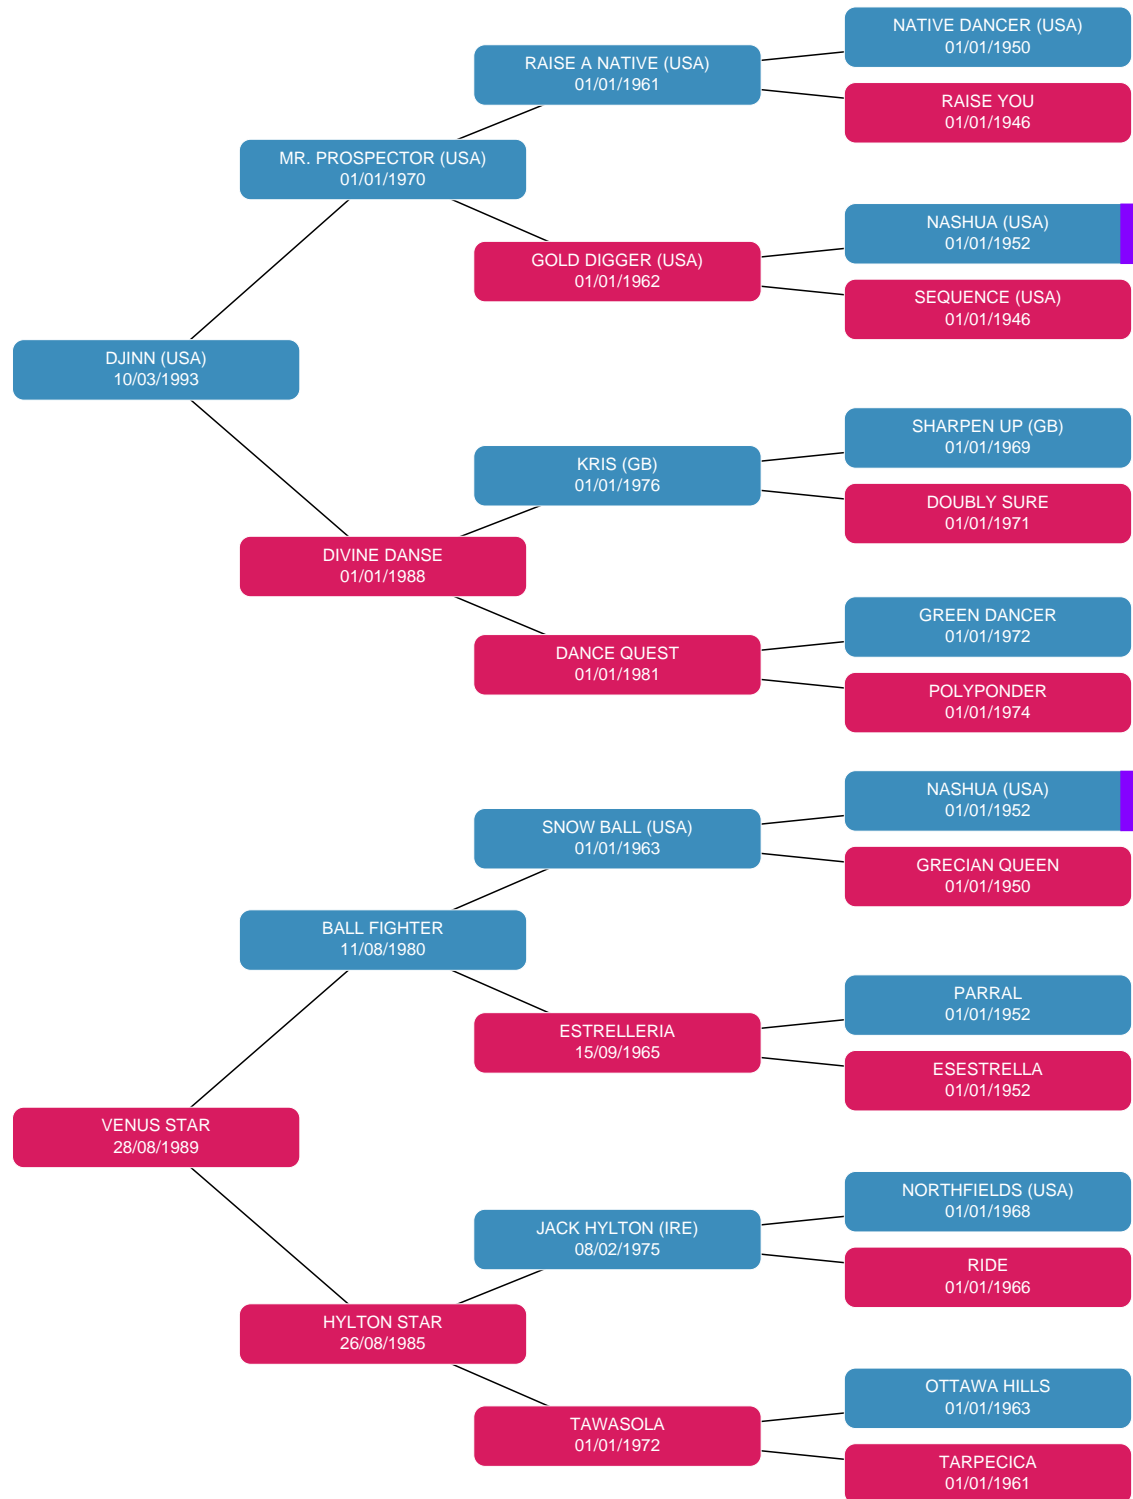 NATIVE DANCER (USA)
01/01/1950
RAISE A NATIVE (USA)
01/01/1961
RAISE YOU
01/01/1946
MR. PROSPECTOR (USA)
01/01/1970
NASHUA (USA)
01/01/1952
GOLD DIGGER (USA)
01/01/1962
SEQUENCE (USA)
01/01/1946
DJINN (USA)
10/03/1993
SHARPEN UP (GB)
01/01/1969
KRIS (GB)
01/01/1976
DOUBLY SURE
01/01/1971
DIVINE DANSE
01/01/1988
GREEN DANCER
01/01/1972
DANCE QUEST
01/01/1981
POLYPONDER
01/01/1974
NASHUA (USA)
01/01/1952
SNOW BALL (USA)
01/01/1963
GRECIAN QUEEN
01/01/1950
BALL FIGHTER
11/08/1980
PARRAL
01/01/1952
ESTRELLERIA
15/09/1965
ESESTRELLA
01/01/1952
VENUS STAR
28/08/1989
NORTHFIELDS (USA)
01/01/1968
JACK HYLTON (IRE)
08/02/1975
RIDE
01/01/1966
HYLTON STAR
26/08/1985
OTTAWA HILLS
01/01/1963
TAWASOLA
01/01/1972
TARPECICA
01/01/1961